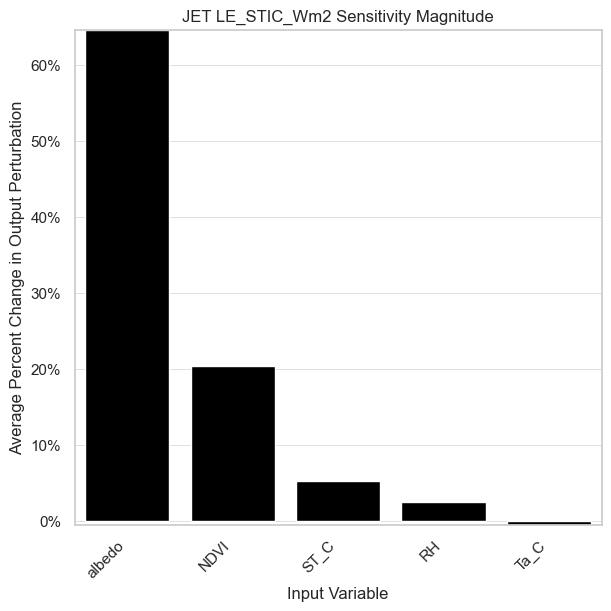 JET LE_STIC_Wm2 Sensitivity Magnitude
Average Percent Change in Output Perturbation
60%
50%
40%
30%
20%
10%
0%
albedo
NDVI
ST_C
RH
Ta_C
Input Variable